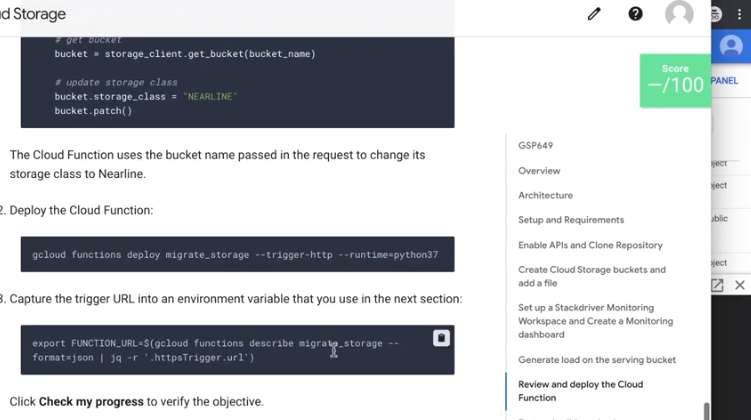 d Storage
# get bucket
bucket = storage_client.get_bucket(bucket_name)
# update storage class
bucket.storage_class = "NEARLINE"
bucket.patch()
Score
—/100
PANEL
The Cloud Function uses the bucket name passed in the request to change its
storage class to Nearline.
2. Deploy the Cloud Function:
gcloud functions deploy migrate_storage --trigger-http --runtime=python37
3. Capture the trigger URL into an environment variable that you use in the next section:
export FUNCTION_URL=$(gcloud functions describe migrate_storage --
format=json | jq -r '.httpsTrigger.url')
Click Check my progress to verify the objective.
GSP649
Overview
Architecture
Setup and Requirements
Enable APIs and Clone Repository
Create Cloud Storage buckets and
add a file
Set up a Stackdriver Monitoring
Workspace and Create a Monitoring
dashboard
Generate load on the serving bucket
Review and deploy the Cloud
Function
ject
ject
ublic
ject